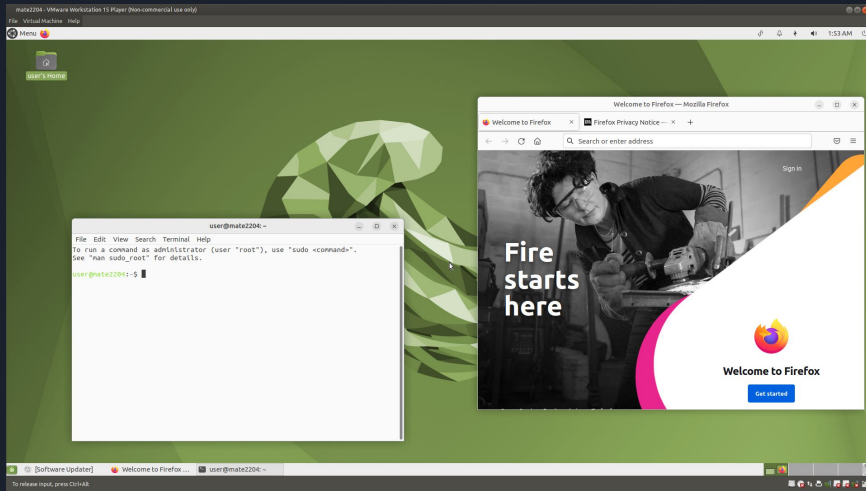 mate2204 - VMware Workstation 15 Player (Non-commercial use only)
File Virtual Machine Help
Menu
1:53 AM
user's Home
Welcome to Firefox — Mozilla Firefox
Welcome to Firefox
Firefox Privacy Notice —
Search or enter address
Sign in
Fire
starts
here
Welcome to Firefox
Get started
user@mate2204: ~
File Edit View Search Terminal Help
To run a command as administrator (user "root"), use "sudo <command>".
See "man sudo_root" for details.
user@mate2204:~$
[Software Updater]
Welcome to Firefox ...
user@mate2204: ~
To release input, press Ctrl+Alt